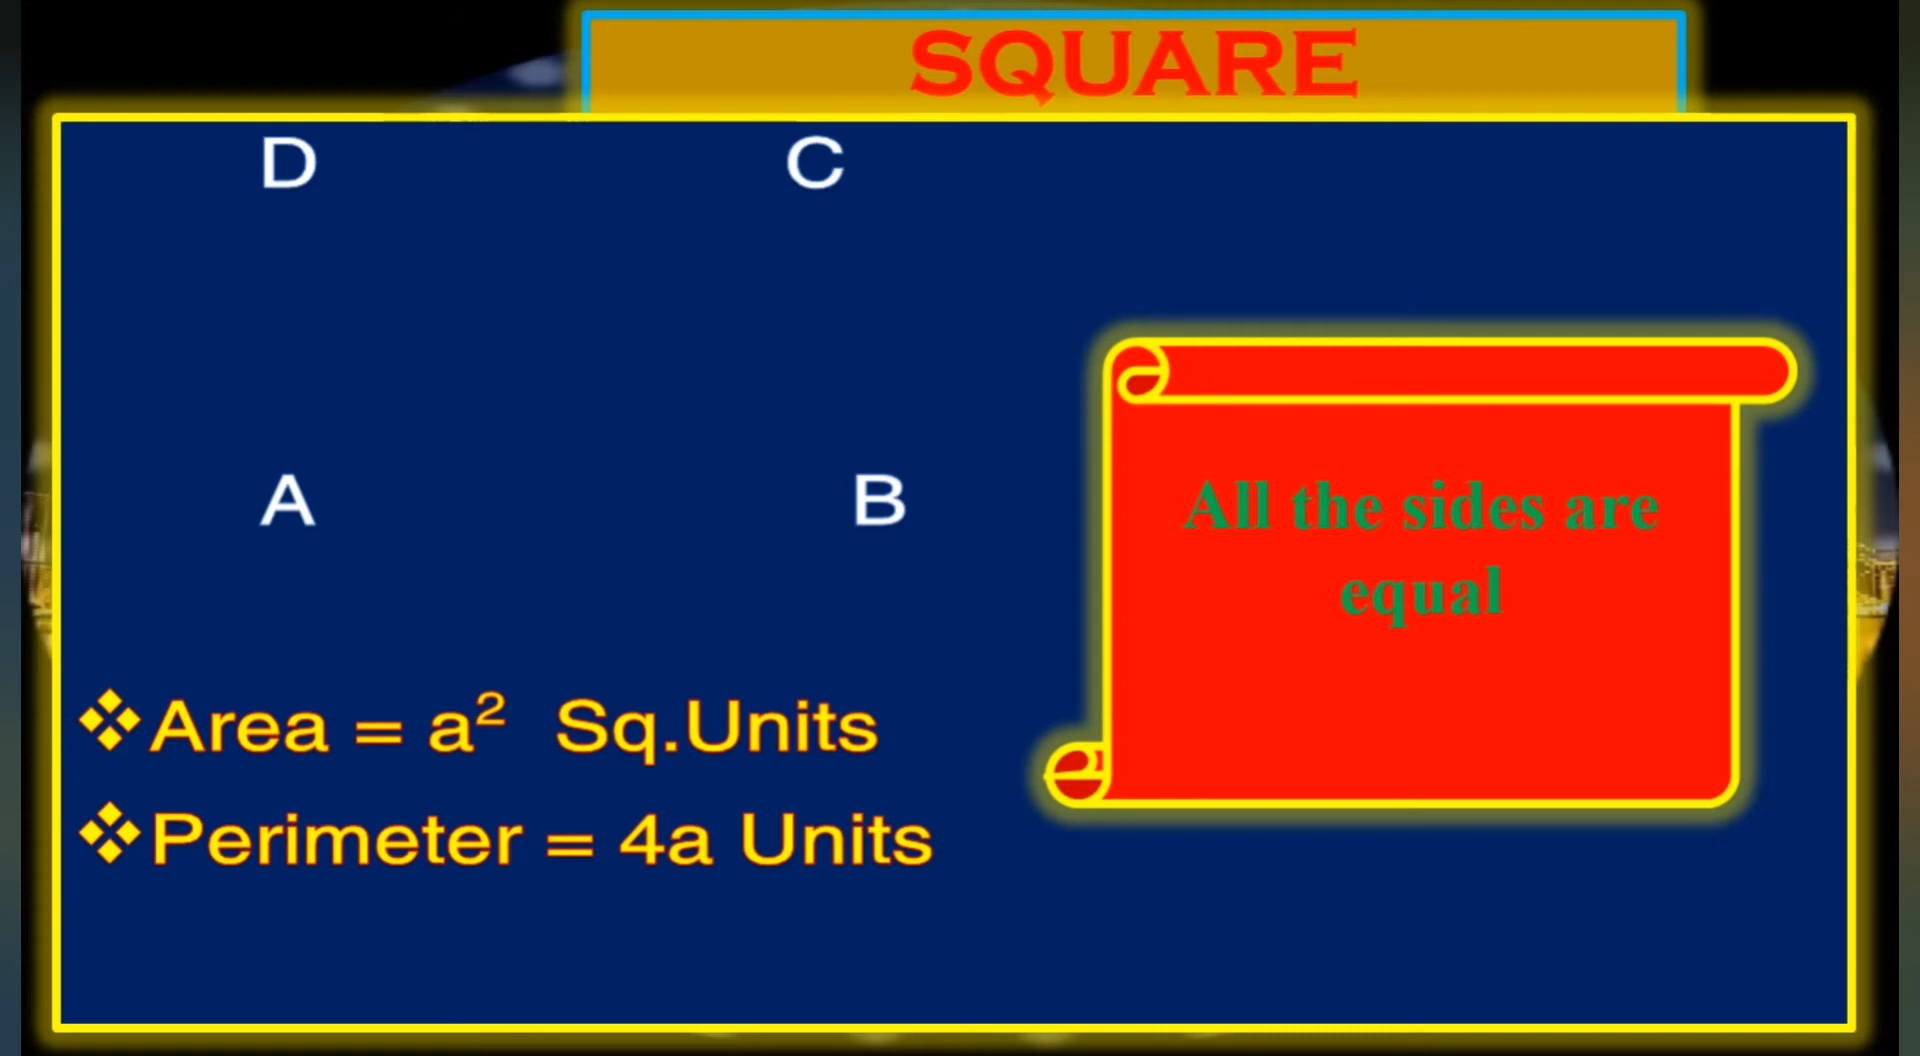 SQUARE
D C
A B
All the sides are
equal
❖Area = a² Sq.Units
❖Perimeter = 4a Units